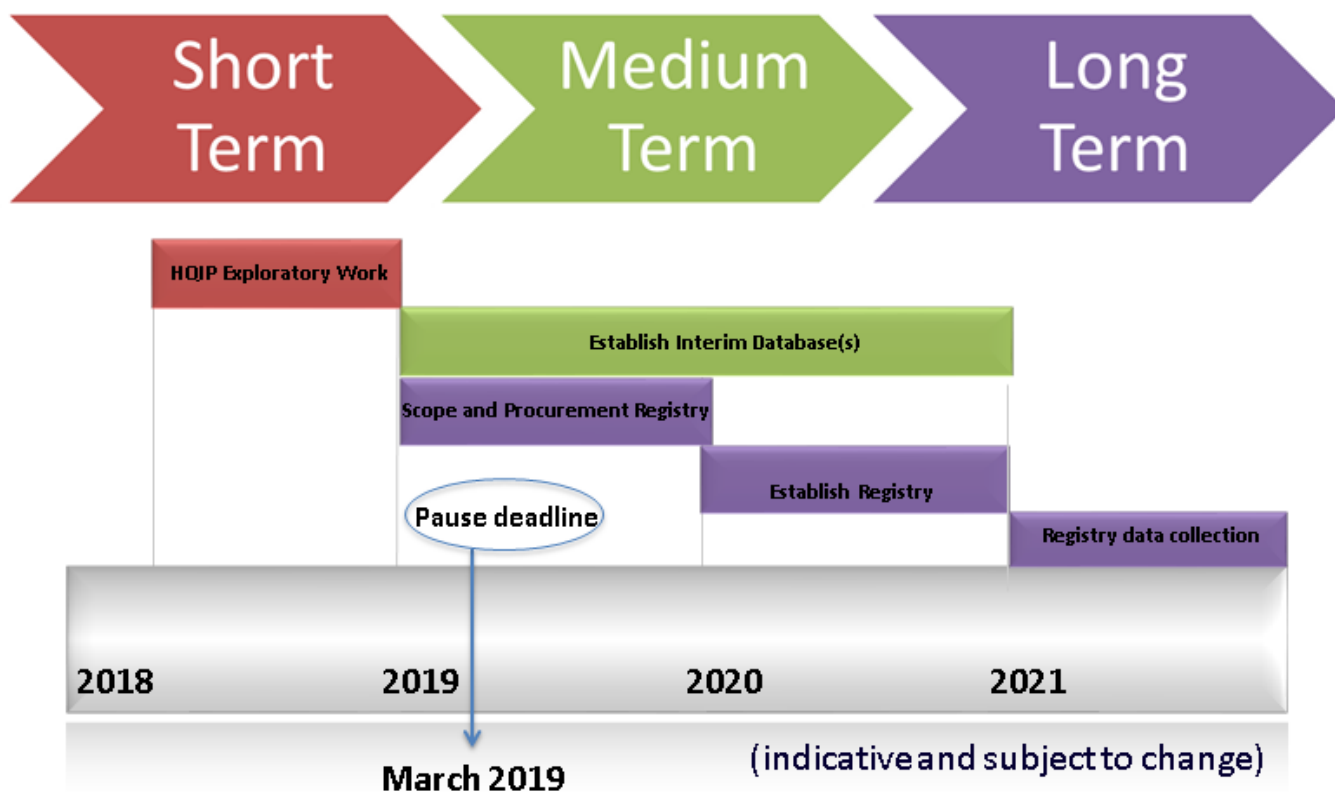 Short
Term
Medium
Term
Long
Term
HQIP Exploratory Work
Establish Interim Database(s)
Scope and Procurement Registry
Establish Registry
Pause deadline
Registry data collection
2018
2019
2020
2021
March 2019
(indicative and subject to change)